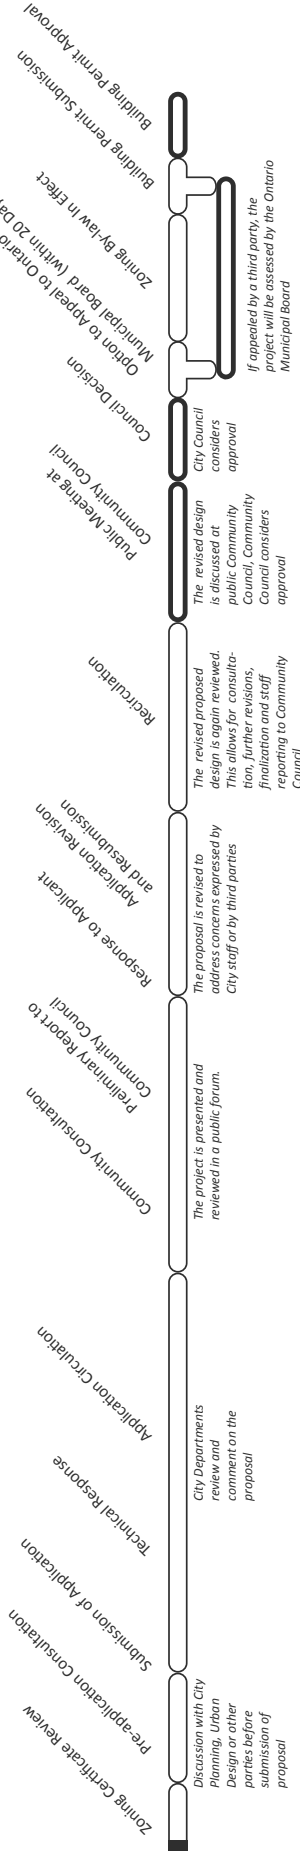 Zoning Certificate Review
Pre-application Consultation
Submission of Application
Technical Response
Application Circulation
Community Consultation
Preliminary Report to
Community Council
Response to Applicant
Application Revision
and Resubmission
Recirculation
Public Meeting at
Community Council
Council Decision
Option to Appeal to Ontario
Municipal Board (within 20
Zoning By-law In Effect
Building Permit Submission
Building Permit Approval
Discussion with City
Planning, Urban
Design or other
parties before
submission of
proposal
City Departments
review and
comment on the
proposal
The project is presented and
reviewed in a public forum.
The proposal is revised to
address concerns expressed by
City staff or by third parties
The revised proposed
design is again reviewed.
This allows for consulta-
tion, further revisions,
finalization and staff
reporting to Community
Council
The revised design
is discussed at
public Community
Council, Community
Council considers
approval
City Council
considers
approval
If appealed by a third party, the
project will be assessed by the Ontario
Municipal Board